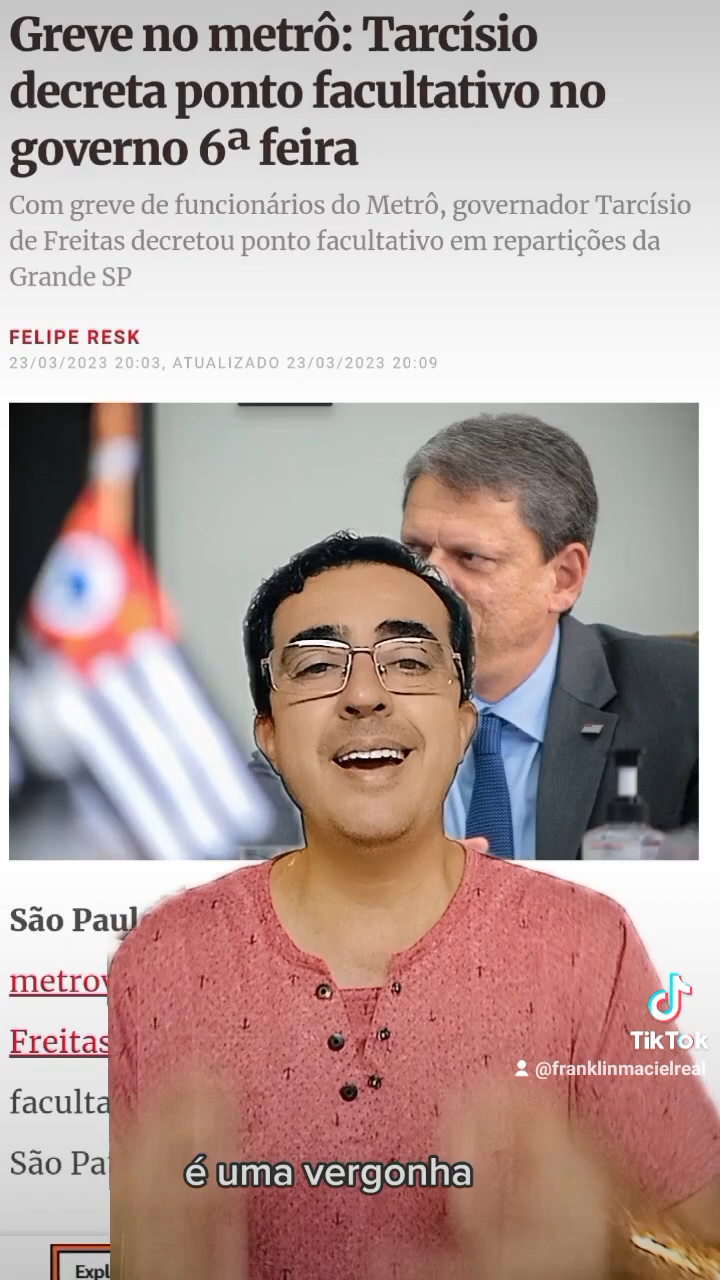 Greve no metrô: Tarcísio
decreta ponto facultativo no
governo 6ª feira
Com greve de funcionários do Metrô, governador Tarcísio
de Freitas decretou ponto facultativo em repartições da
Grande SP
FELIPE RESK
23/03/2023 20:03, ATUALIZADO 23/03/2023 20:09
São Paul
metrov
Freitas
faculta
São Pa
TikTok
@franklinmacielreal
é uma vergonha
Expl